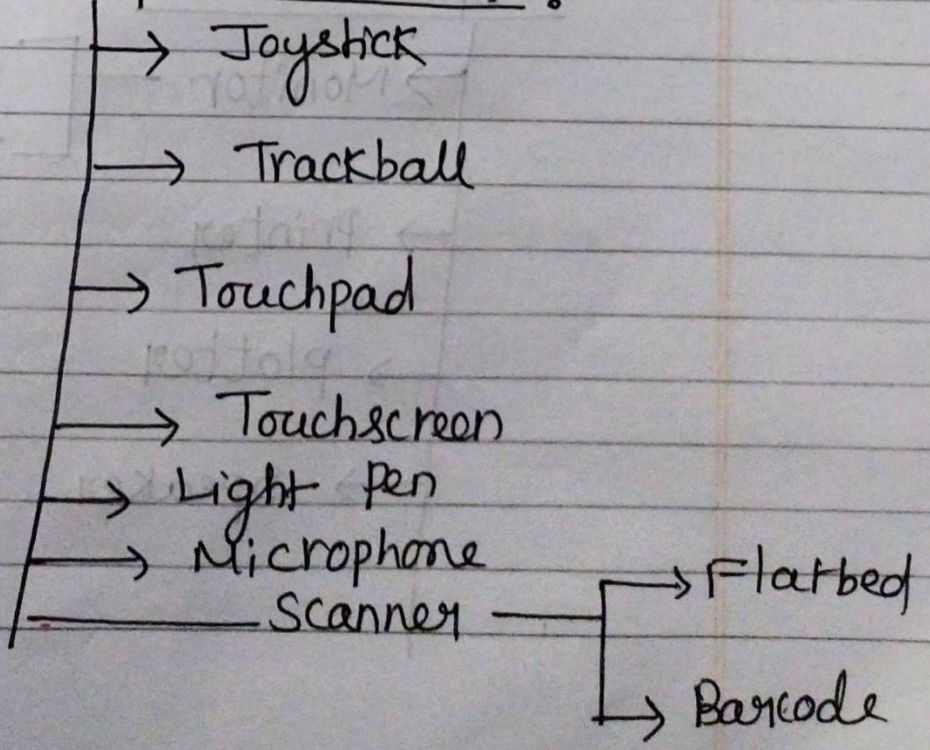 Joystick
Trackball
Touchpad
Touchscreen
Light pen
Microphone
Scanner
Flatbed
Barcode